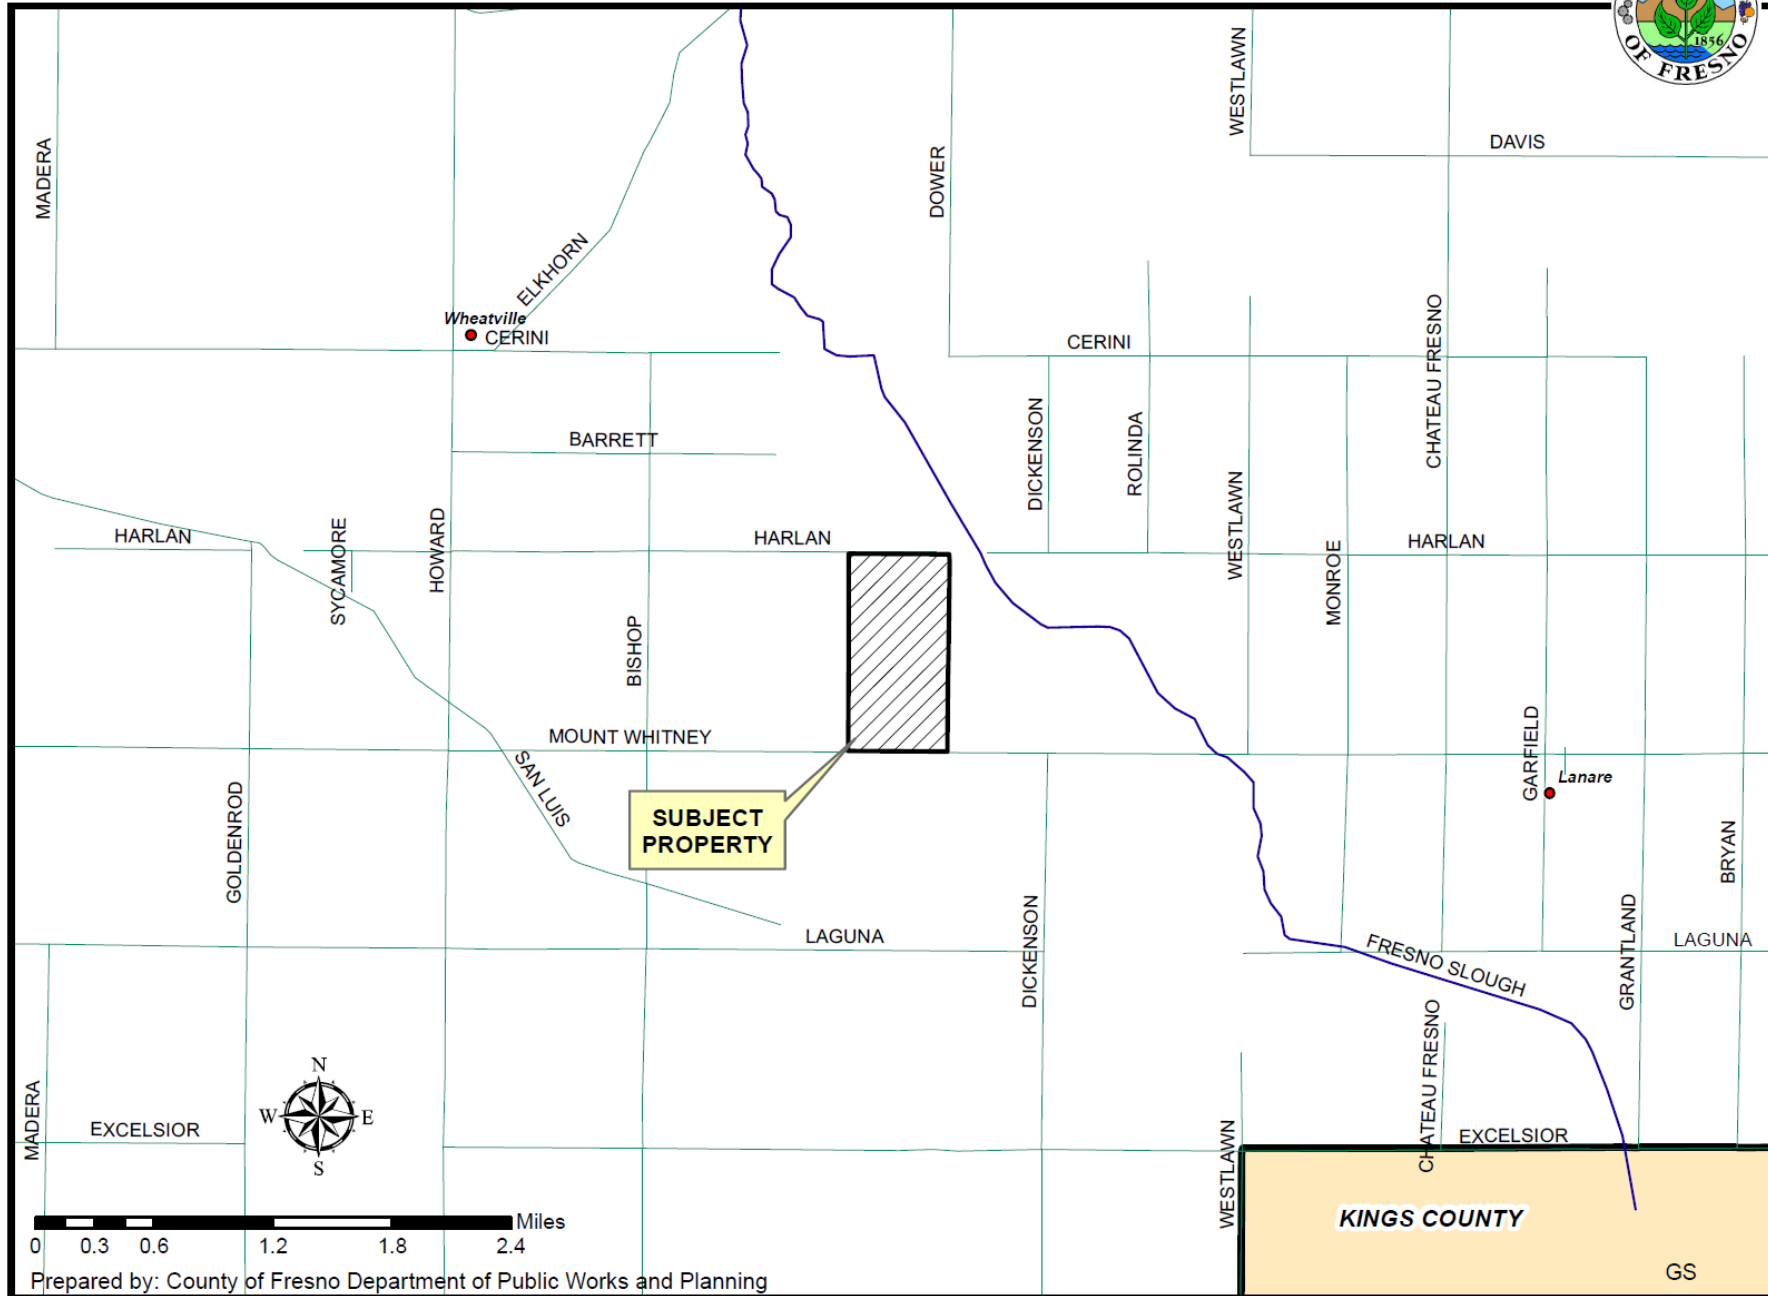 1856
OF FRESNO
WESTLAWN
DAVIS
MADERA
DOWER
ELKHORN
Wheatville
CERINI
CERINI
CHATEAU FRESNO
DICKENSON
ROLINDA
BARRETT
WESTLAWN
HARLAN
SYCAMORE
HOWARD
HARLAN
HARLAN
MONROE
BISHOP
MOUNT WHITNEY
SAN LUIS
GARFIELD
Lanare
GOLDENROD
SUBJECT
PROPERTY
BRYAN
DICKENSON
LAGUNA
FRESNO SLOUGH
GRANTLAND
LAGUNA
CHATEAU FRESNO
N
W
E
S
MADERA
EXCELSIOR
WESTLAWN
EXCELSIOR
KINGS COUNTY
Miles
0 0.3 0.6 1.2 1.8 2.4
GS
Prepared by: County of Fresno Department of Public Works and Planning